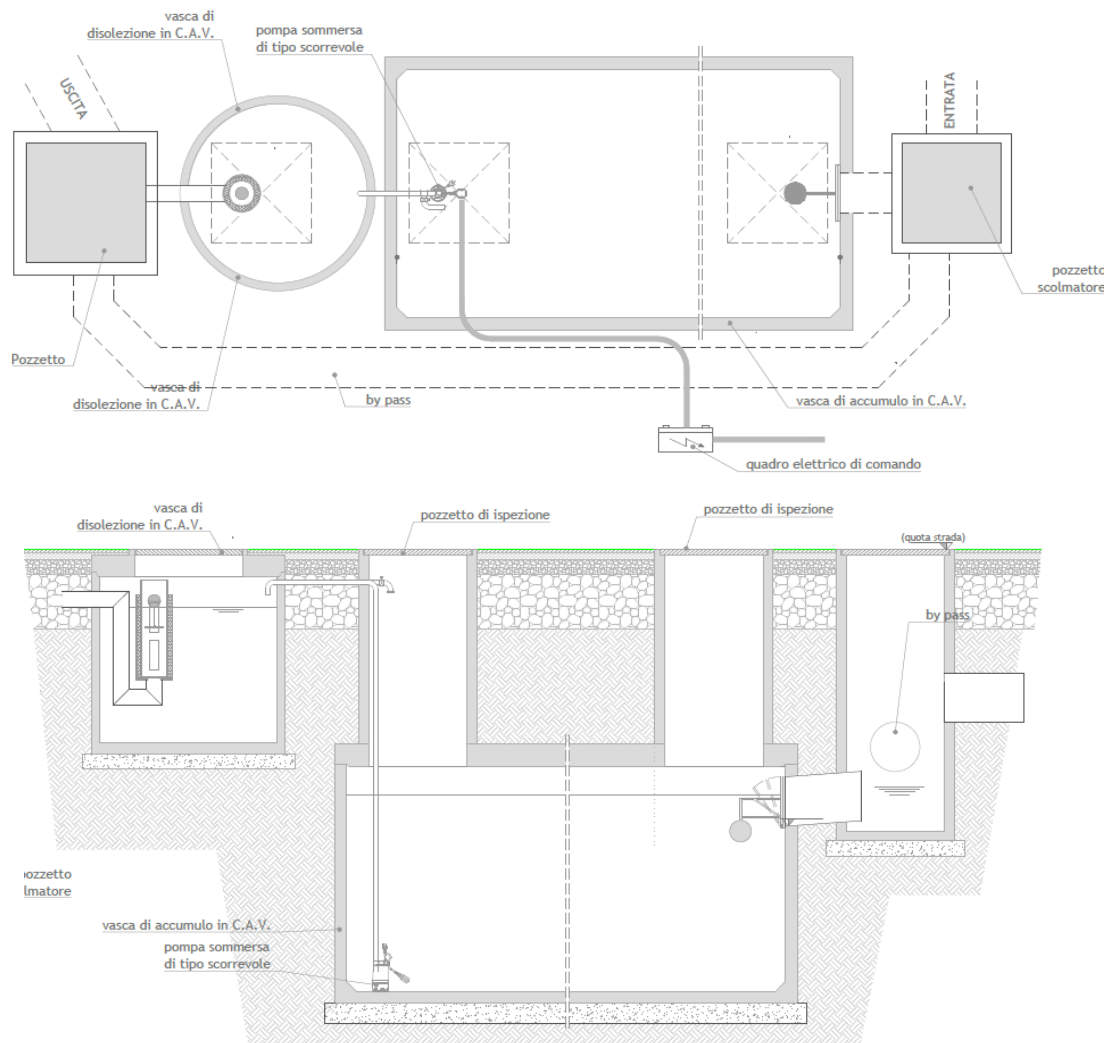 vasca di
disolezione in C.A.V.
pompa sommersa
di tipo scorrevole
USCITA
ENTRATA
pozzetto
scolmatore
Pozzetto
vasca di
disolezione in C.A.V.
by pass
vasca di accumulo in C.A.V.
quadro elettrico di comando
vasca di
disolezione in C.A.V.
pozzetto di ispezione
pozzetto di ispezione
(quota strada)
by pass
pozzetto
lmatore
vasca di accumulo in C.A.V.
pompa sommersa
di tipo scorrevole